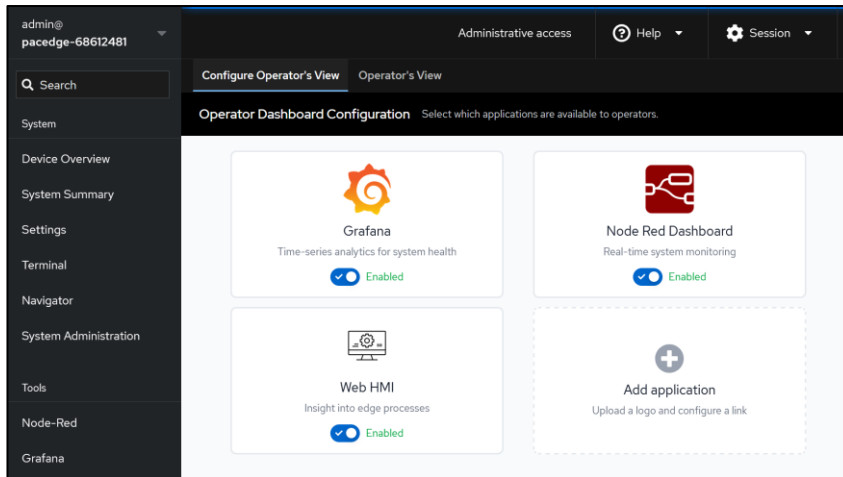 admin@
pacedge-68612481
Administrative access
Help
Session
Search
Configure Operator's View
Operator's View
Operator Dashboard Configuration
Select which applications are available to operators.
System
Device Overview
System Summary
Settings
Terminal
Navigator
System Administration
Tools
Node-Red
Grafana
Grafana
Time-series analytics for system health
Enabled
Node Red Dashboard
Real-time system monitoring
Enabled
Web HMI
Insight into edge processes
Enabled
Add application
Upload a logo and configure a link